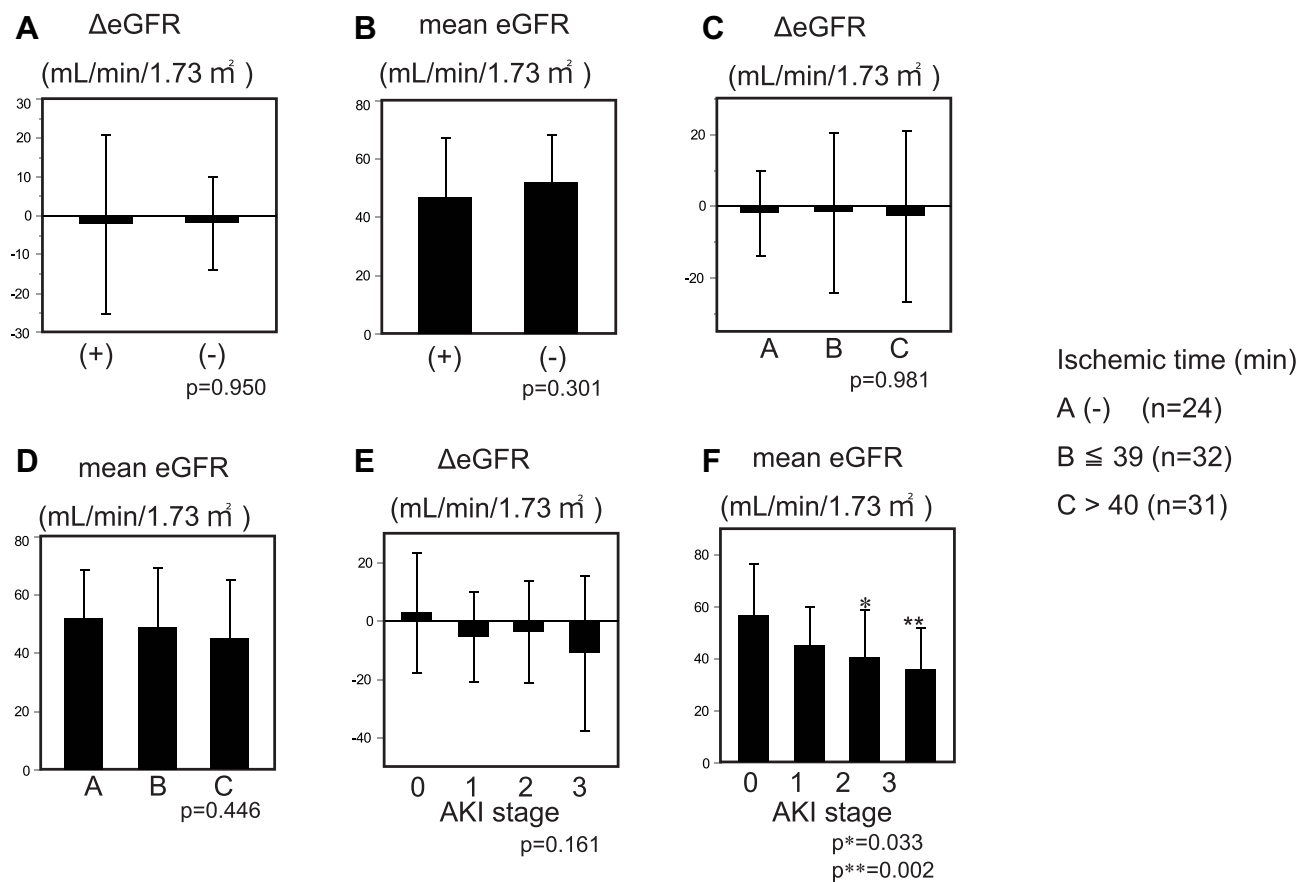 A ΔeGFR
(mL/min/1.73 ㎡ )
30
20
10
0
-10
-20
-30
(+) (-)
p=0.950
B mean eGFR
(mL/min/1.73 ㎡ )
80
60
40
20
0
(+) (-)
p=0.301
C ΔeGFR
(mL/min/1.73 ㎡ )
20
0
-20
A B C
p=0.981
Ischemic time (min)
A (-) (n=24)
B ≦ 39 (n=32)
C > 40 (n=31)
D mean eGFR
(mL/min/1.73 ㎡ )
80
60
40
20
0
A B C
p=0.446
E ΔeGFR
(mL/min/1.73 ㎡ )
20
0
-20
-40
0 1 2 3
AKI stage
p=0.161
F mean eGFR
(mL/min/1.73 ㎡ )
80
60
40
20
0
* **
0 1 2 3
AKI stage
p*=0.033
p**=0.002